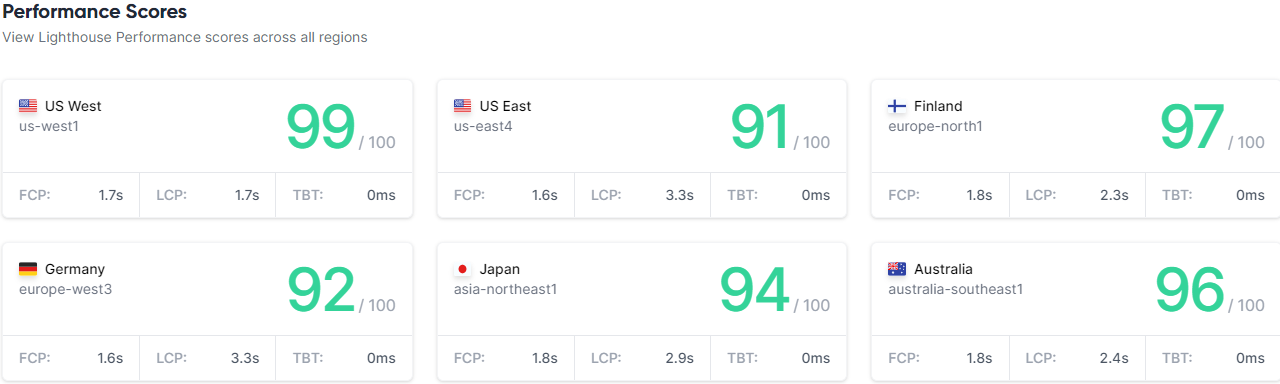 Performance Scores
View Lighthouse Performance scores across all regions
US West
us-west1
99 / 100
FCP: 1.7s LCP: 1.7s TBT: 0ms
US East
us-east4
91 / 100
FCP: 1.6s LCP: 3.3s TBT: 0ms
Finland
europe-north1
97 / 100
FCP: 1.8s LCP: 2.3s TBT: 0ms
Germany
europe-west3
92 / 100
FCP: 1.6s LCP: 3.3s TBT: 0ms
Japan
asia-northeast1
94 / 100
FCP: 1.8s LCP: 2.9s TBT: 0ms
Australia
australia-southeast1
96 / 100
FCP: 1.8s LCP: 2.4s TBT: 0ms